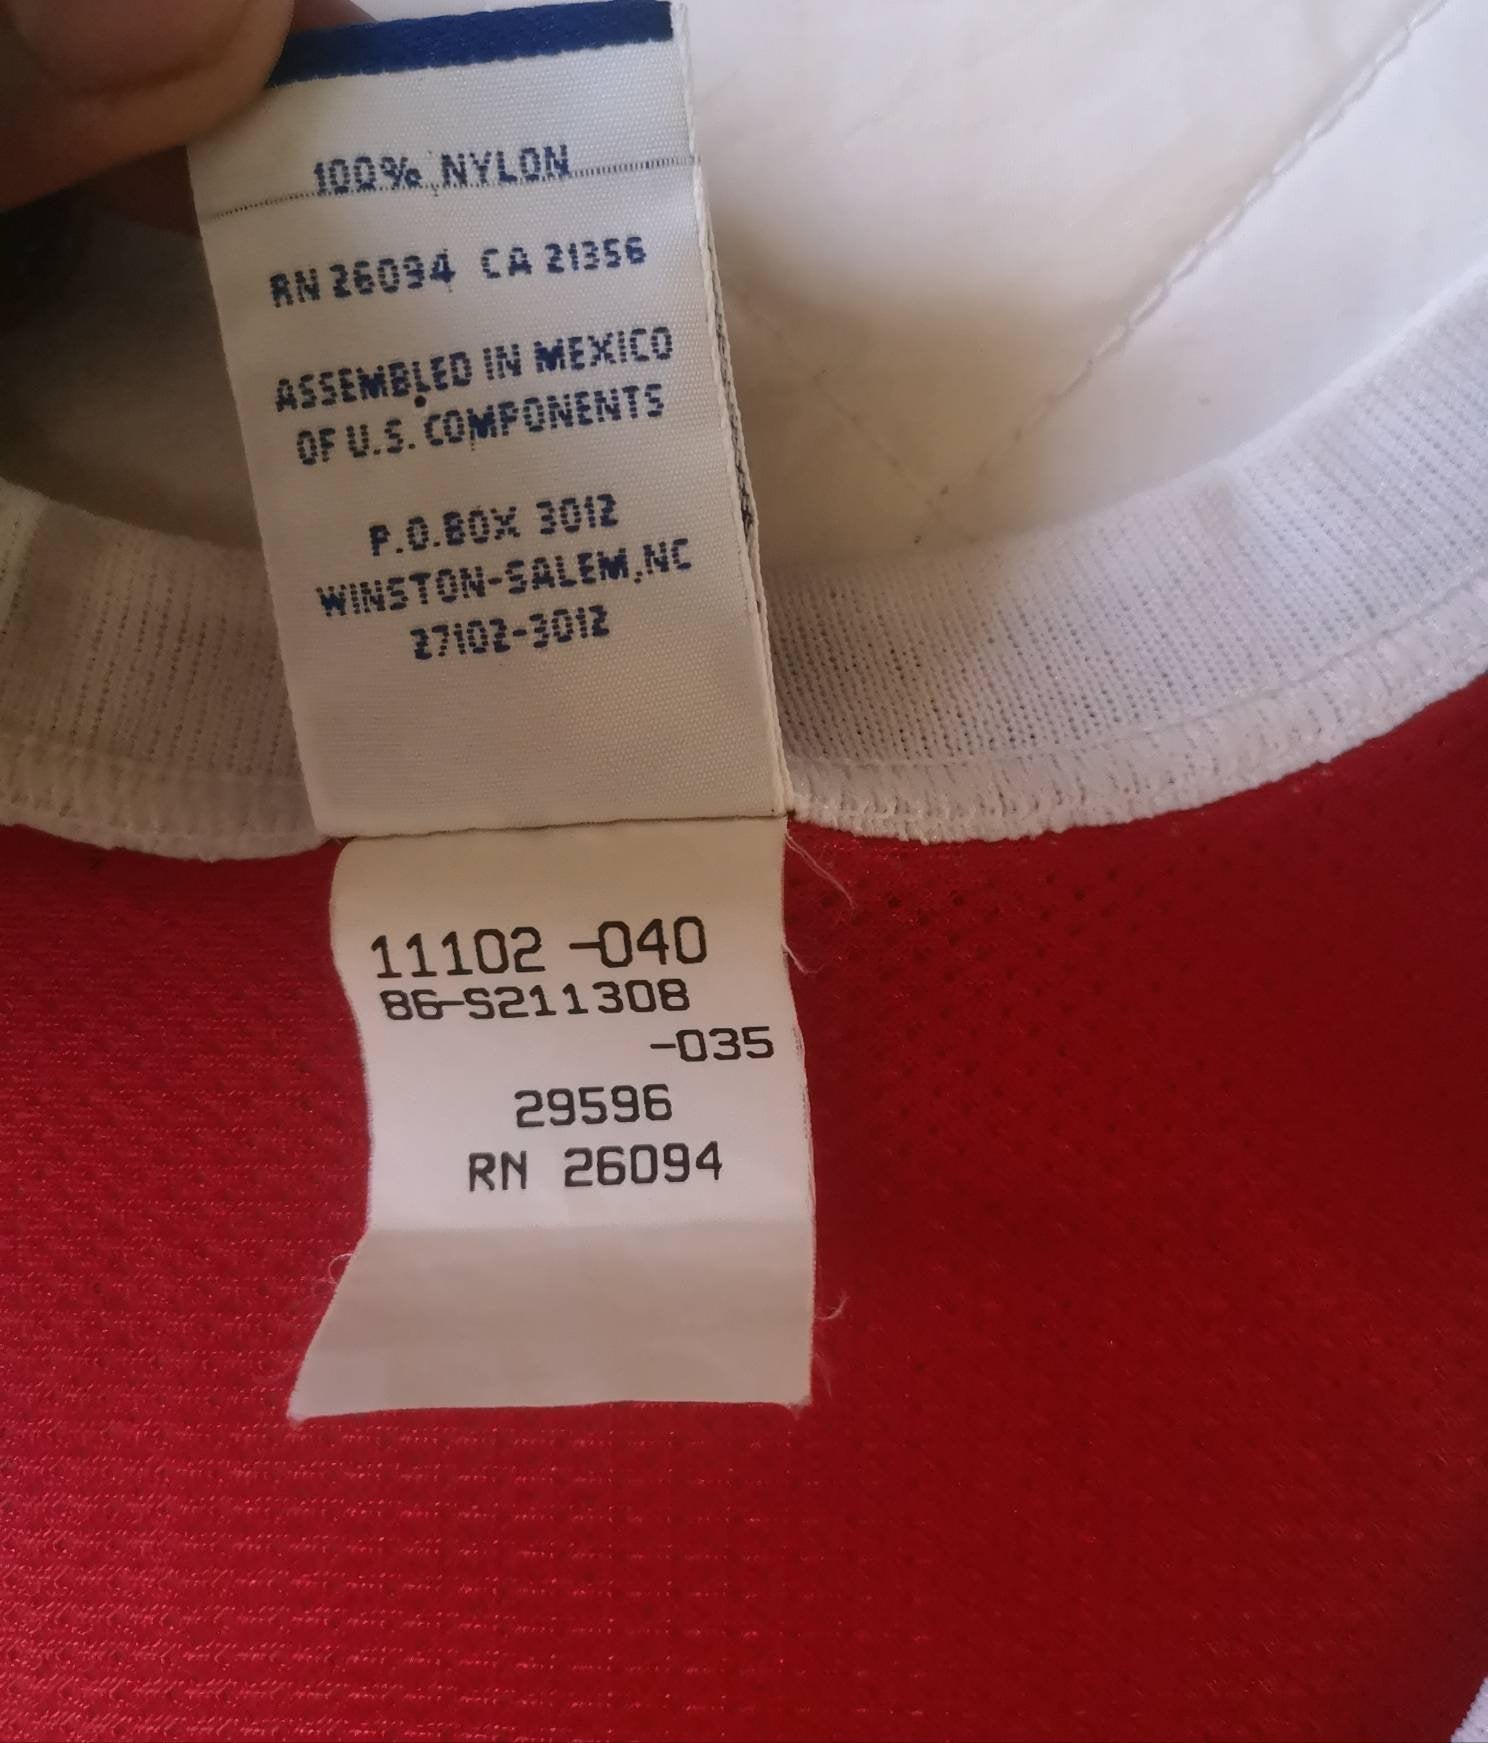 100% NYLON
RN 26094 CA 21356
ASSEMBLED IN MEXICO
OF U.S. COMPONENTS
P.O.BOX 3012
WINSTON-SALEM,NC
27102-3012
11102 -040
86-S211308
-035
29596
RN 26094